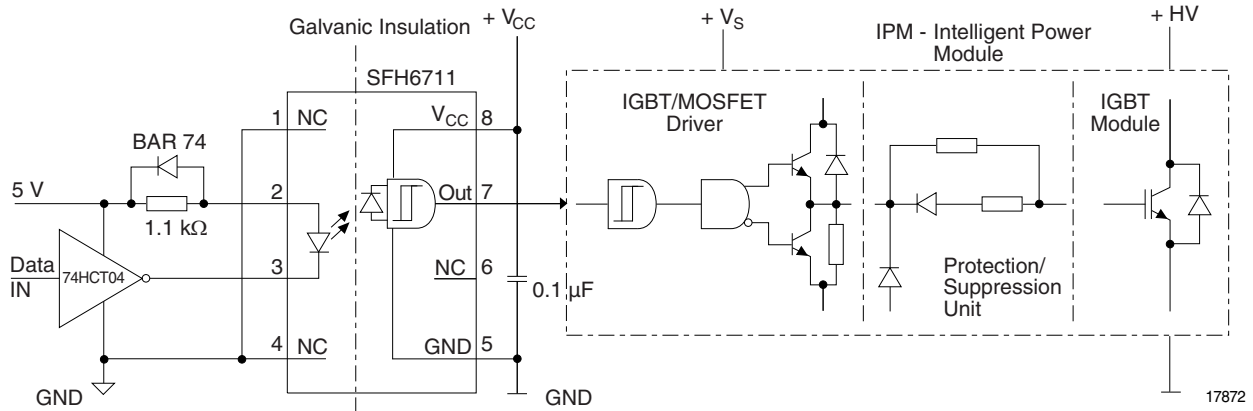 Galvanic Insulation
+ VCC
+ VS
+ HV
IPM - Intelligent Power
Module
SFH6711
1
NC
VCC
8
IGBT/MOSFET
Driver
IGBT
Module
BAR 74
5 V
2
Out
7
1.1 kΩ
Data
IN
74HCT04
3
NC
6
0.1 µF
Protection/
Suppression
Unit
4
NC
GND
5
GND
GND
17872